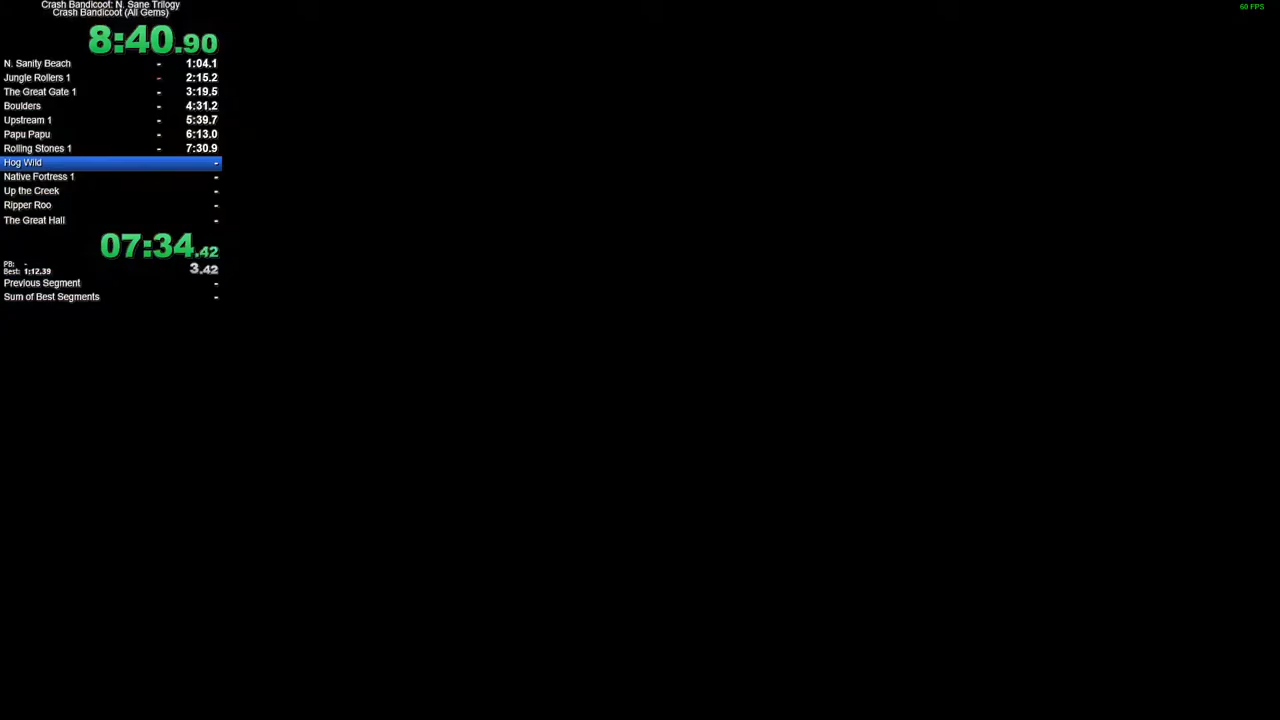 Crash Bandicoot: N. Sane Trilogy
Crash Bandicoot (All Gems)
60 FPS
8:40.90
N. Sanity Beach - 1:04.1
Jungle Rollers 1 - 2:15.2
The Great Gate 1 - 3:19.5
Boulders - 4:31.2
Upstream 1 - 5:39.7
Papu Papu - 6:13.0
Rolling Stones 1 - 7:30.9
Hog Wild -
Native Fortress 1 -
Up the Creek -
Ripper Roo -
The Great Hall -
07:34.42
PB: -
Best: 1:12.39 3.42
Previous Segment -
Sum of Best Segments -